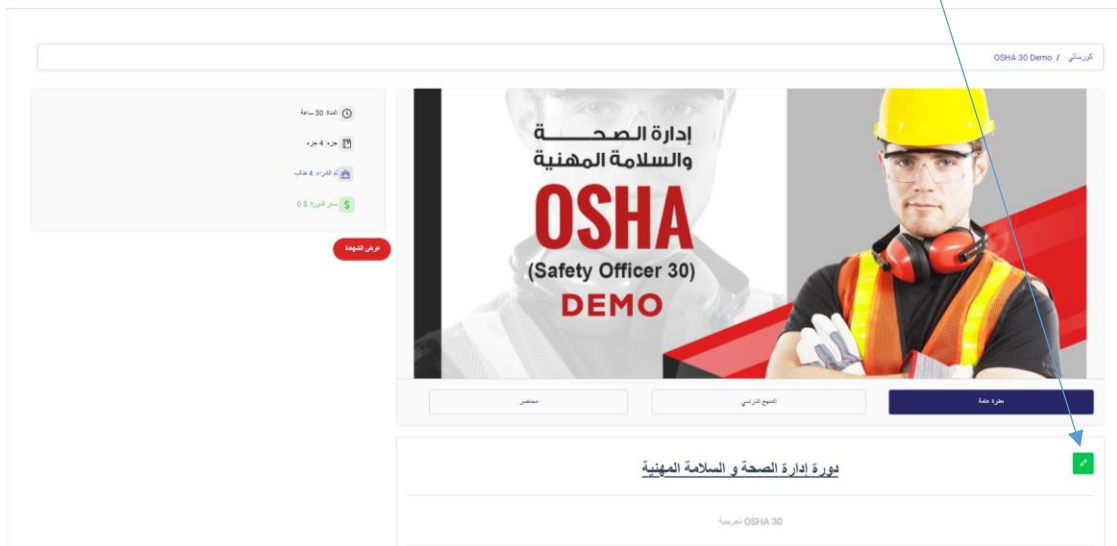 كورساتي / OSHA 30 Demo
إدارة الصحة
والسلامة المهنية
OSHA
(Safety Officer 30)
DEMO
المدة: 30 ساعة
جزء: 4 جزء
تم الشراء: 4 طالب
سعر الدورة: $ 0
عرض الشهادة
نظرة عامة
المنهج الدراسي
محاضر
دورة إدارة الصحة و السلامة المهنية
OSHA 30 تجريبية